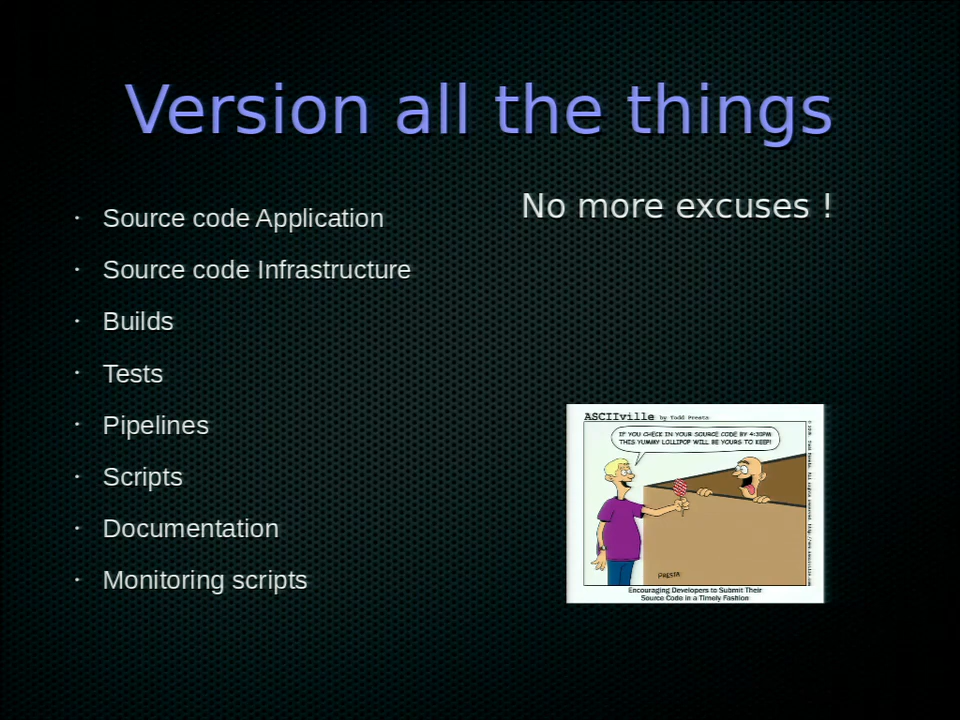 Version all the things
Source code Application
Source code Infrastructure
Builds
Tests
Pipelines
Scripts
Documentation
Monitoring scripts
No more excuses !
ASCIIville by Todd Presta
IF YOU CHECK IN YOUR SOURCE CODE BY 4:30PM
THIS YUMMY LOLLIPOP WILL BE YOURS TO KEEP!
PRESTA
Encouraging Developers to Submit Their
Source Code in a Timely Fashion